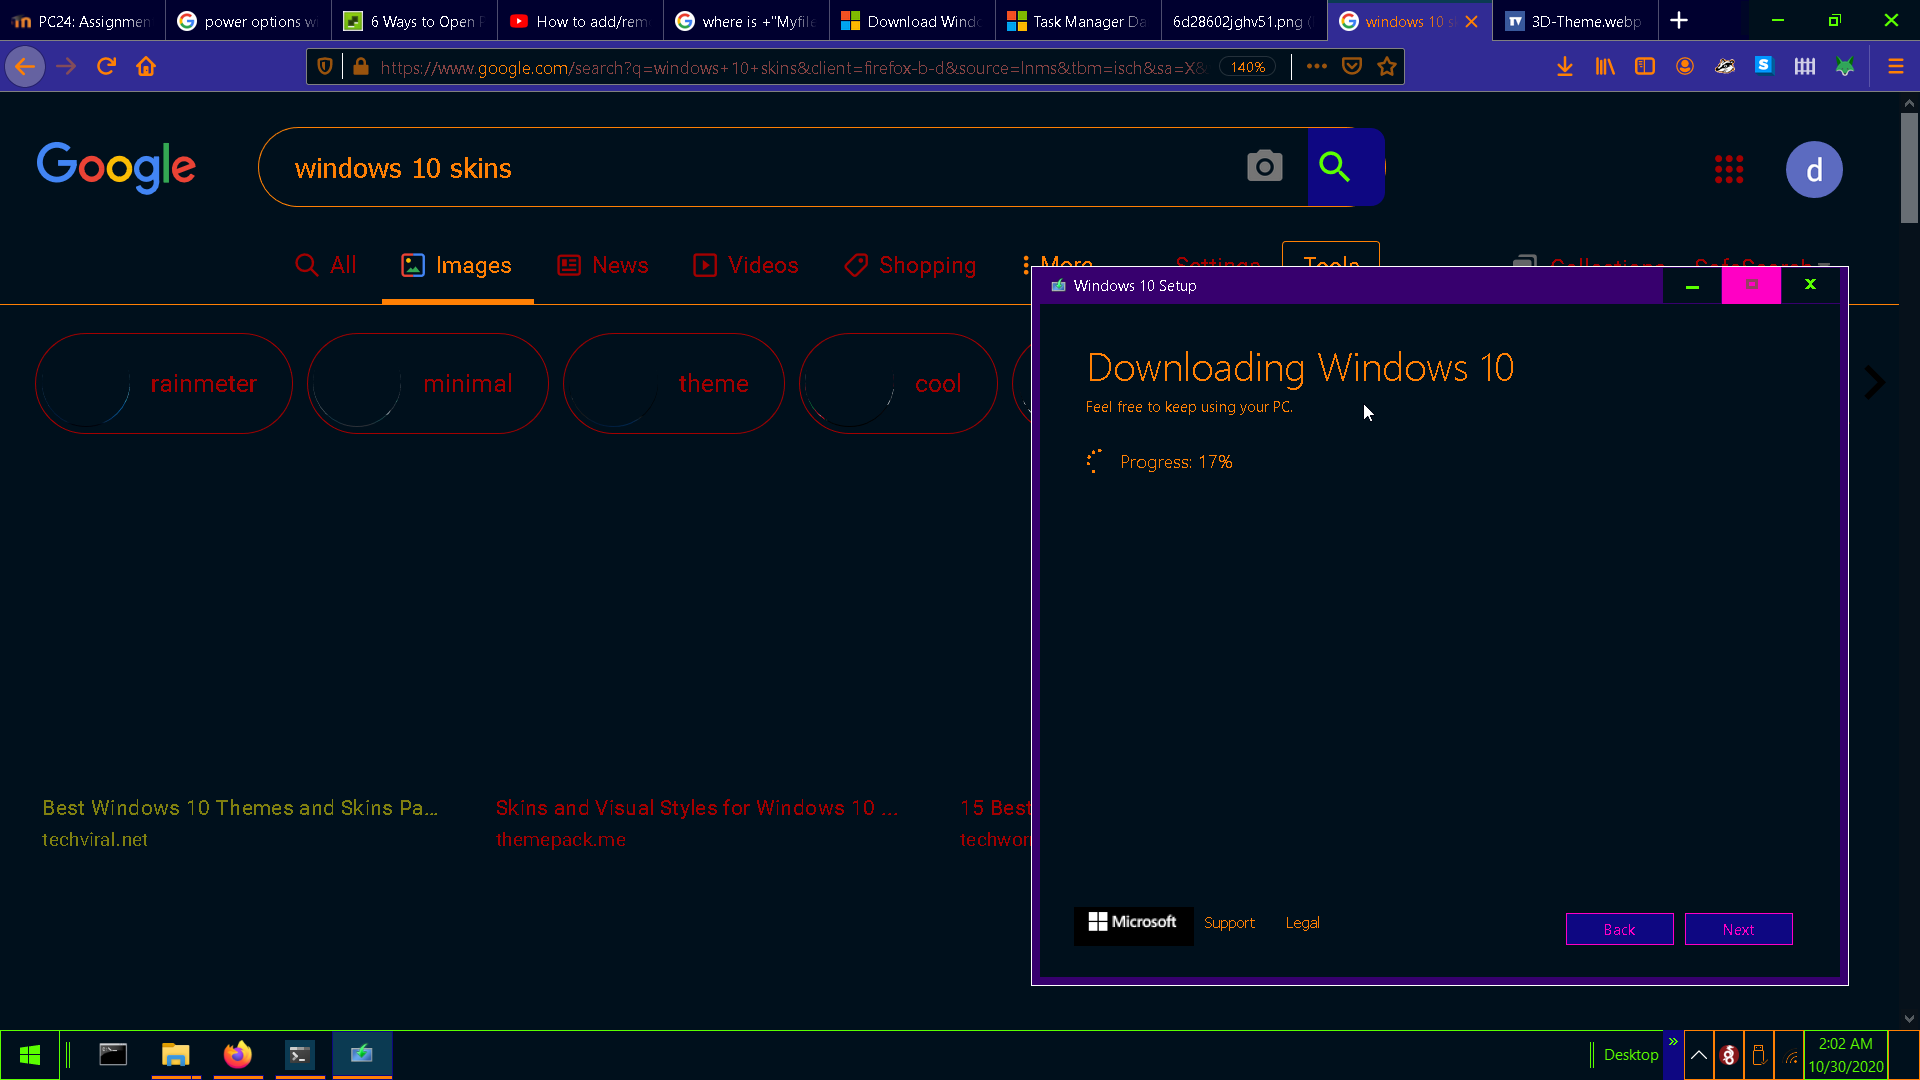 PC24: Assignmen
power options wi
6 Ways to Open F
How to add/rem
where is +"Myfile
Download Windo
Task Manager Da
6d28602jghv51.png (
windows 10 s
3D-Theme.webp
https://www.google.com/search?q=windows+10+skins&client=firefox-b-d&source=lnms&tbm=isch&sa=X&
140%
S
Google
windows 10 skins
d
All
Images
News
Videos
Shopping
More
Settings
Tools
Collections
SafeSearch
rainmeter
minimal
theme
cool
Windows 10 Setup
Downloading Windows 10
Feel free to keep using your PC.
Progress: 17%
Best Windows 10 Themes and Skins Pa...
techviral.net
Skins and Visual Styles for Windows 10 ...
themepack.me
15 Best
techwor
Microsoft
Support
Legal
Back
Next
Desktop
2:02 AM
10/30/2020